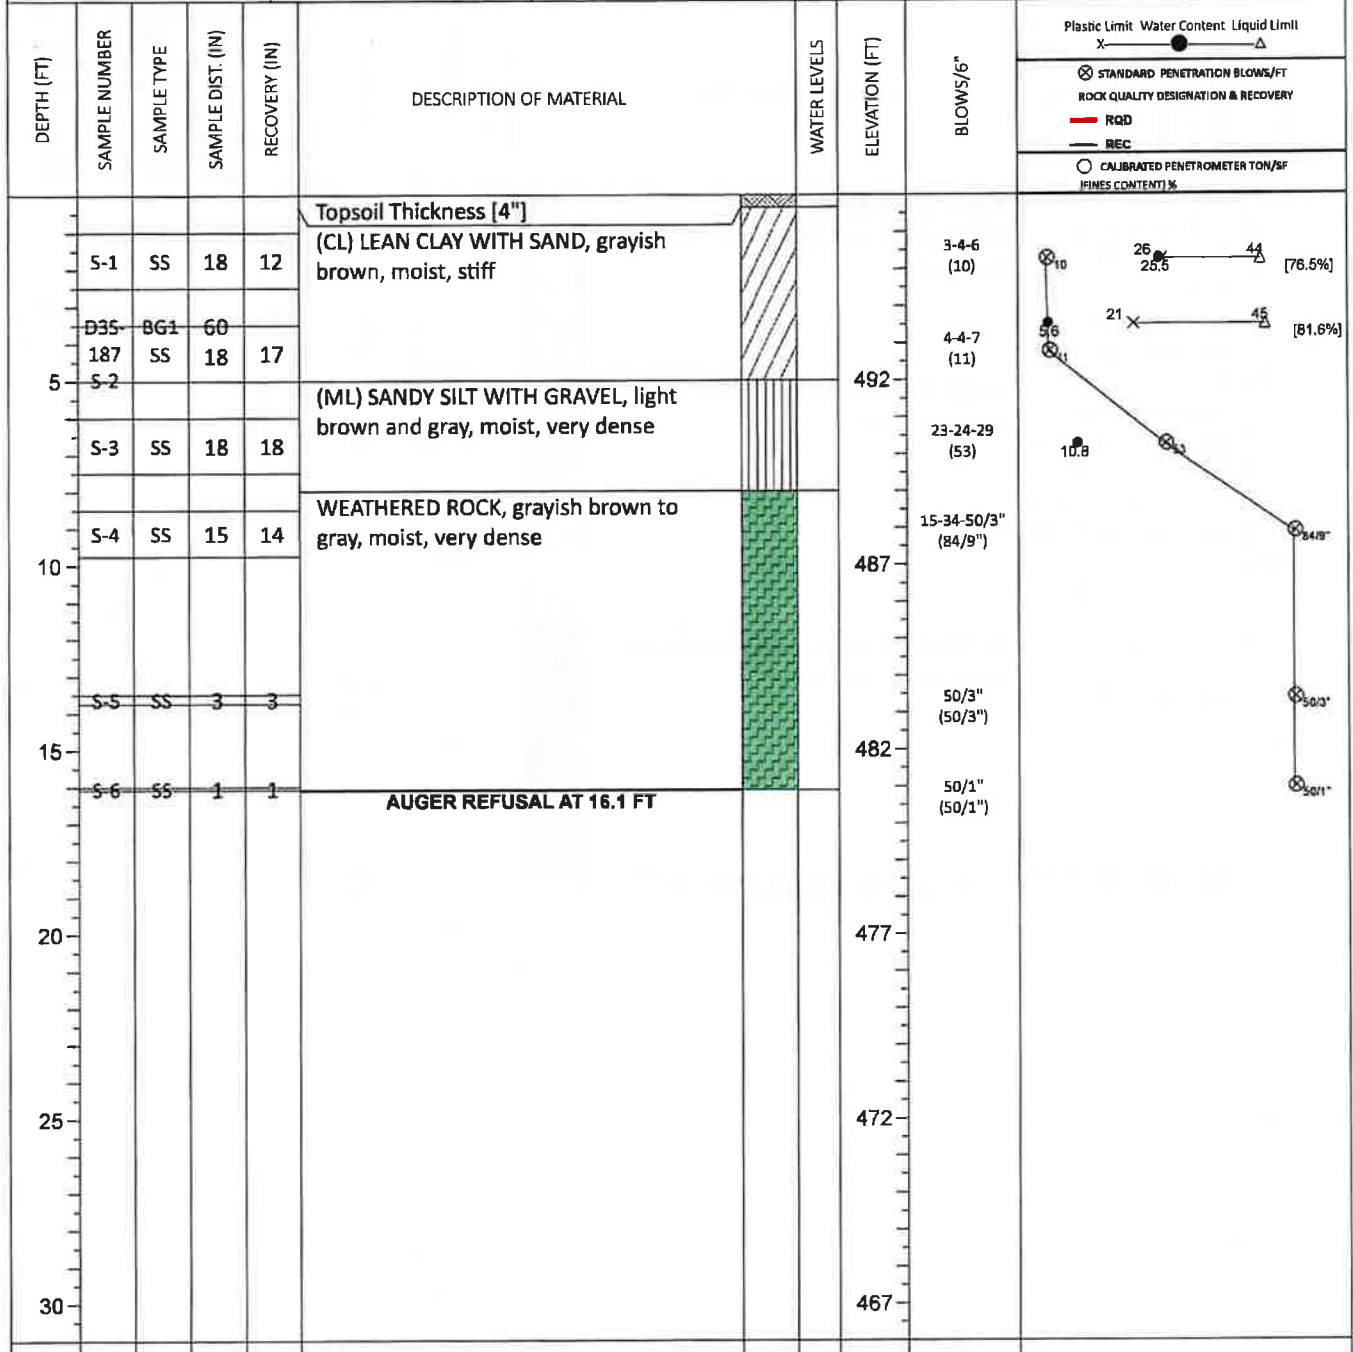 DEPTH (FT)
SAMPLE NUMBER
SAMPLE TYPE
SAMPLE DIST. (IN)
RECOVERY (IN)
DESCRIPTION OF MATERIAL
WATER LEVELS
ELEVATION (FT)
BLOWS/6"
Plastic Limit Water Content Liquid Limit
X
Δ
STANDARD PENETRATION BLOWS/FT
ROCK QUALITY DESIGNATION & RECOVERY
RQD
REC
CALIBRATED PENETROMETER TON/SF
[FINES CONTENT] %
Topsoil Thickness [4"]
(CL) LEAN CLAY WITH SAND, grayish
brown, moist, stiff
S-1 SS 18 12
3-4-6
(10)
10
26
25.5
44
[76.5%]
D3S- BG1 60
187 SS 18 17
S-2
4-4-7
(11)
5.6
11
21
45
[81.6%]
5
492
(ML) SANDY SILT WITH GRAVEL, light
brown and gray, moist, very dense
S-3 SS 18 18
23-24-29
(53)
10.8
53
WEATHERED ROCK, grayish brown to
gray, moist, very dense
S-4 SS 15 14
15-34-50/3"
(84/9")
84/9"
10
487
S-5 SS 3 3
50/3"
(50/3")
50/3"
15
482
S-6 SS 1 1
50/1"
(50/1")
50/1"
AUGER REFUSAL AT 16.1 FT
20
477
25
472
30
467